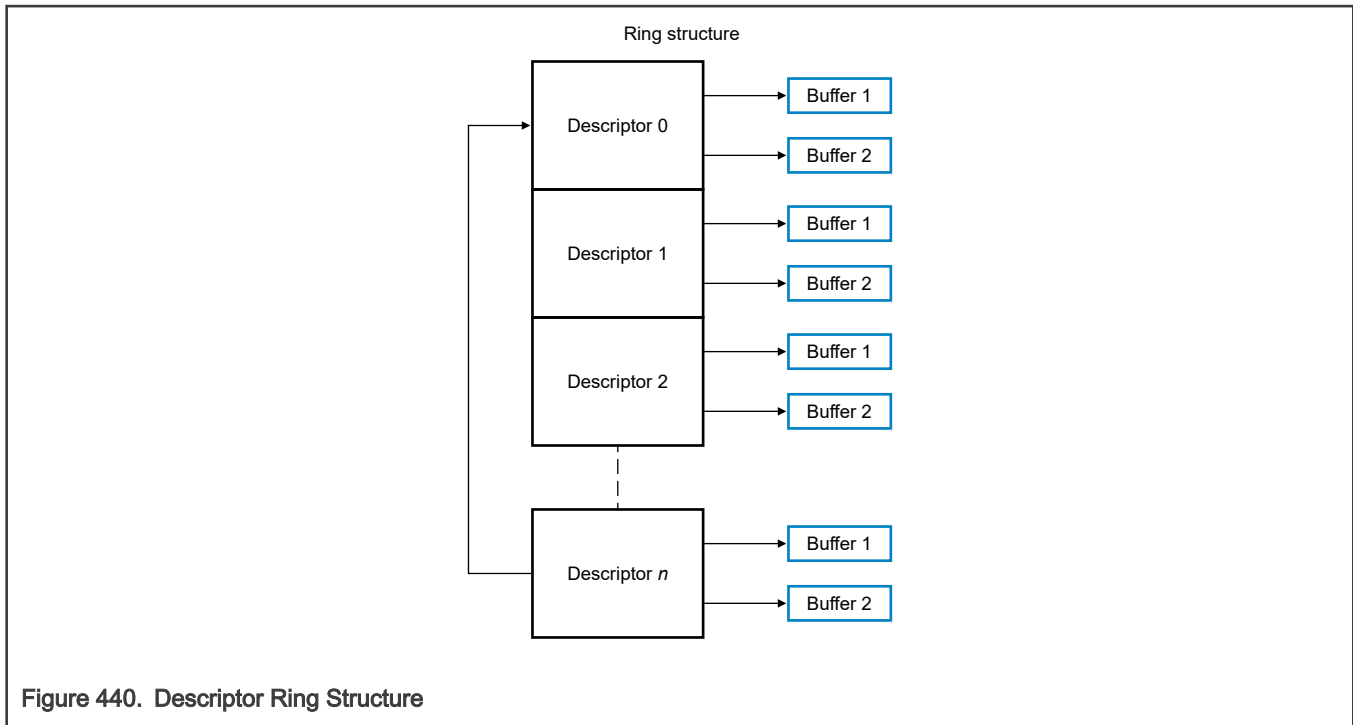 Ring structure
Descriptor 0
Buffer 1
Buffer 2
Descriptor 1
Buffer 1
Buffer 2
Descriptor 2
Buffer 1
Buffer 2
Descriptor n
Buffer 1
Buffer 2
Figure 440. Descriptor Ring Structure